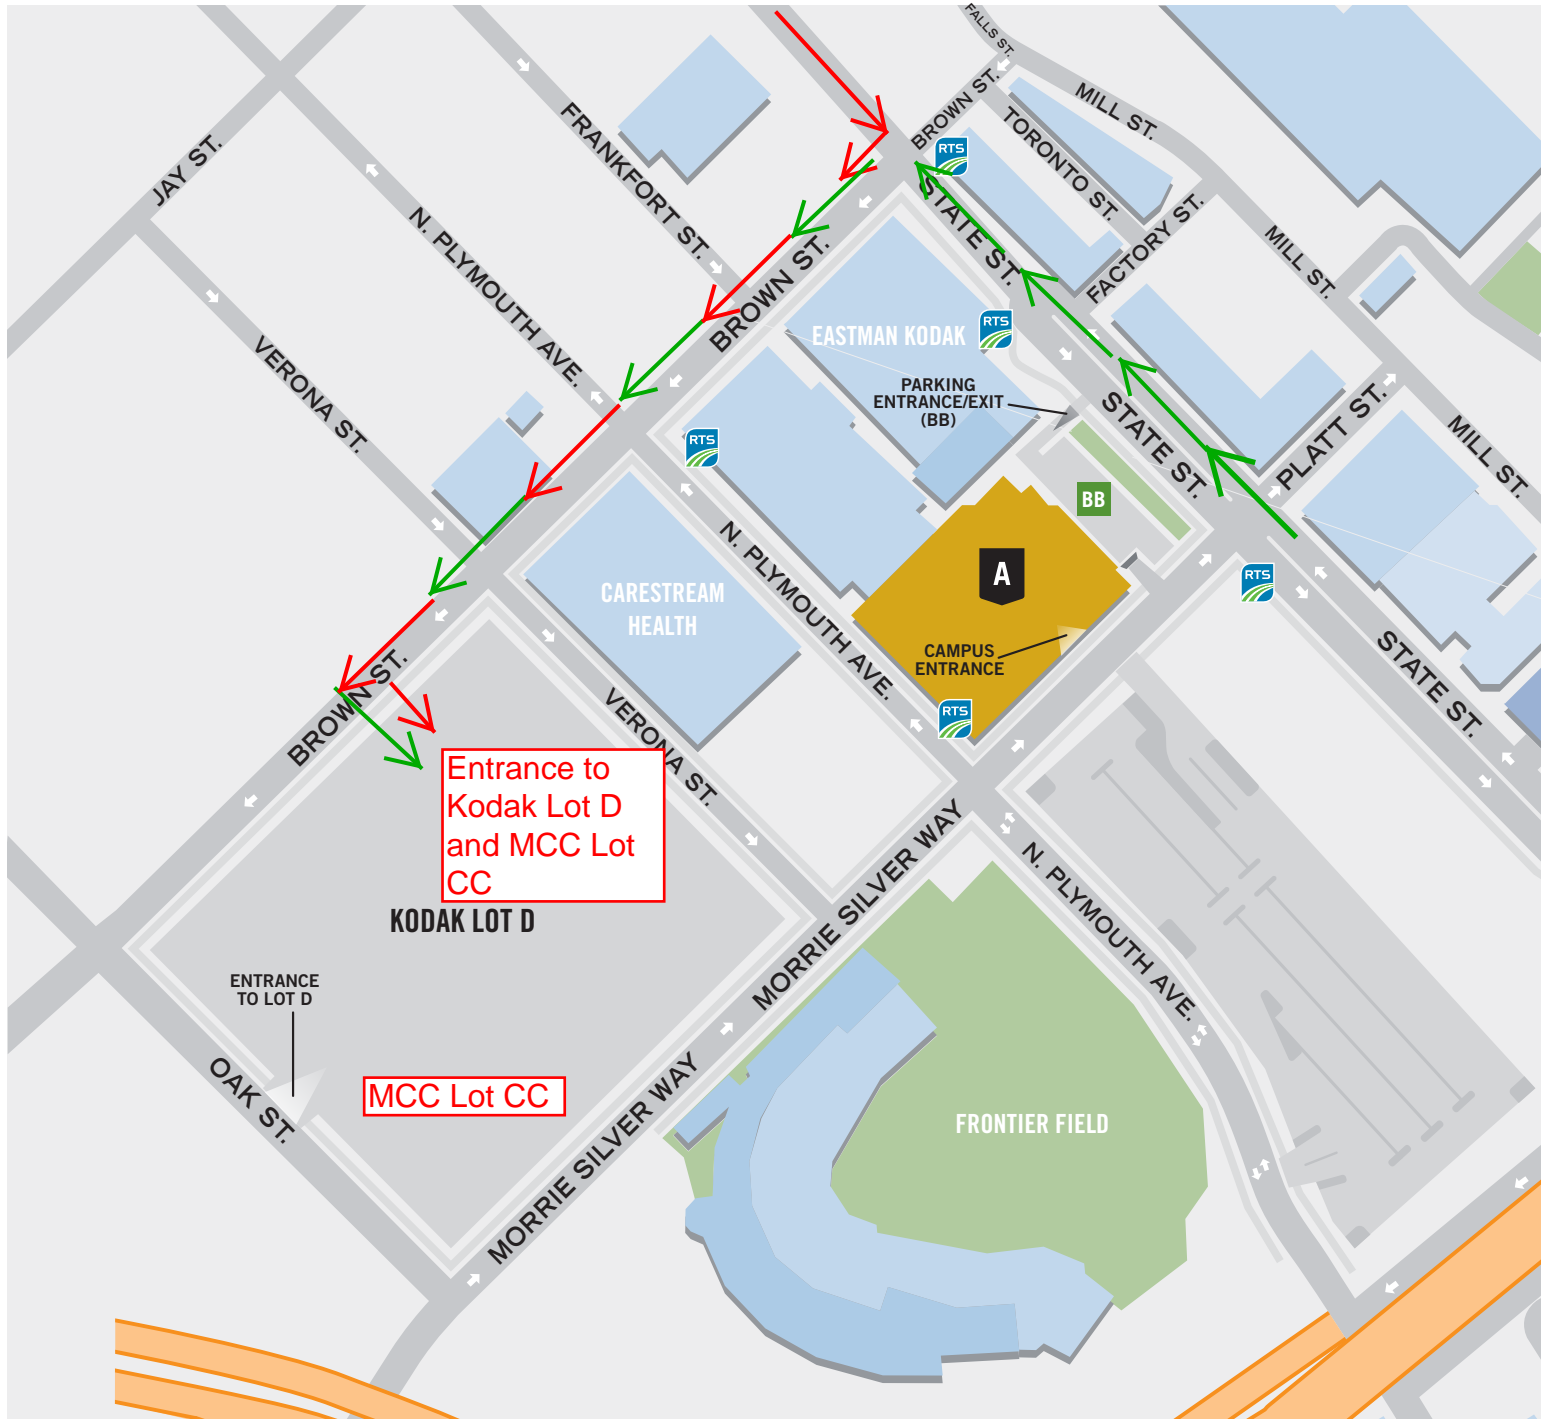 FALLS ST.
BROWN ST.
MILL ST.
TORONTO ST.
FRANKFORT ST.
JAY ST.
RTS
STATE ST.
FACTORY ST.
N. PLYMOUTH AVE.
MILL ST.
BROWN ST.
EASTMAN KODAK
RTS
VERONA ST.
PARKING
ENTRANCE/EXIT
(BB)
STATE ST.
PLATT ST.
MILL ST.
RTS
BB
N. PLYMOUTH AVE.
A
RTS
CARESTREAM
HEALTH
CAMPUS
ENTRANCE
STATE ST.
BROWN ST.
VERONA ST.
RTS
Entrance to
Kodak Lot D
and MCC Lot
CC
KODAK LOT D
MORRIE SILVER WAY
N. PLYMOUTH AVE.
ENTRANCE
TO LOT D
OAK ST.
MCC Lot CC
MORRIE SILVER WAY
FRONTIER FIELD